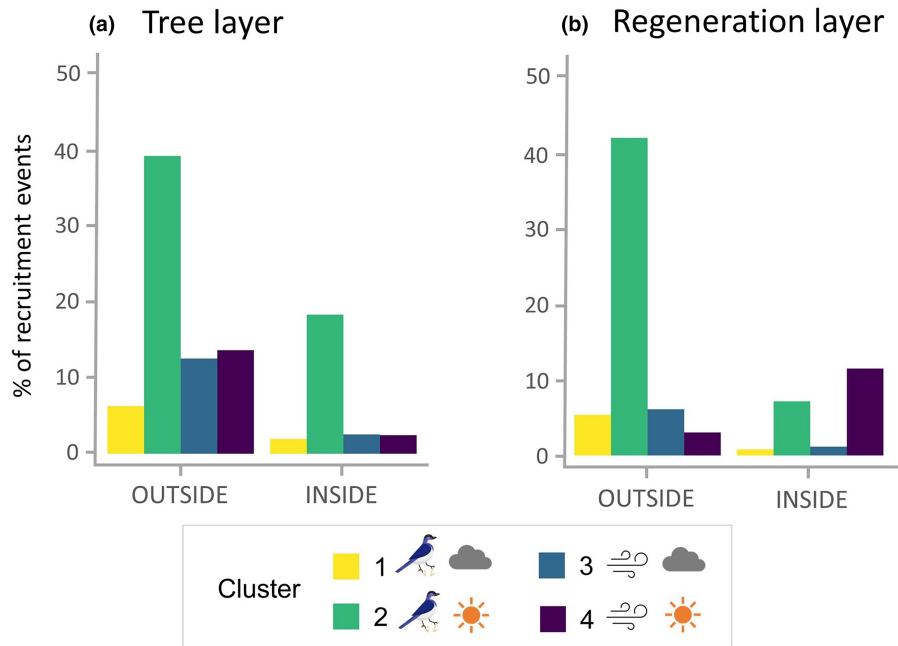 (a) Tree layer
% of recruitment events
50
40
30
20
10
0
OUTSIDE INSIDE
(b) Regeneration layer
50
40
30
20
10
0
OUTSIDE INSIDE
Cluster
1 3
2 4